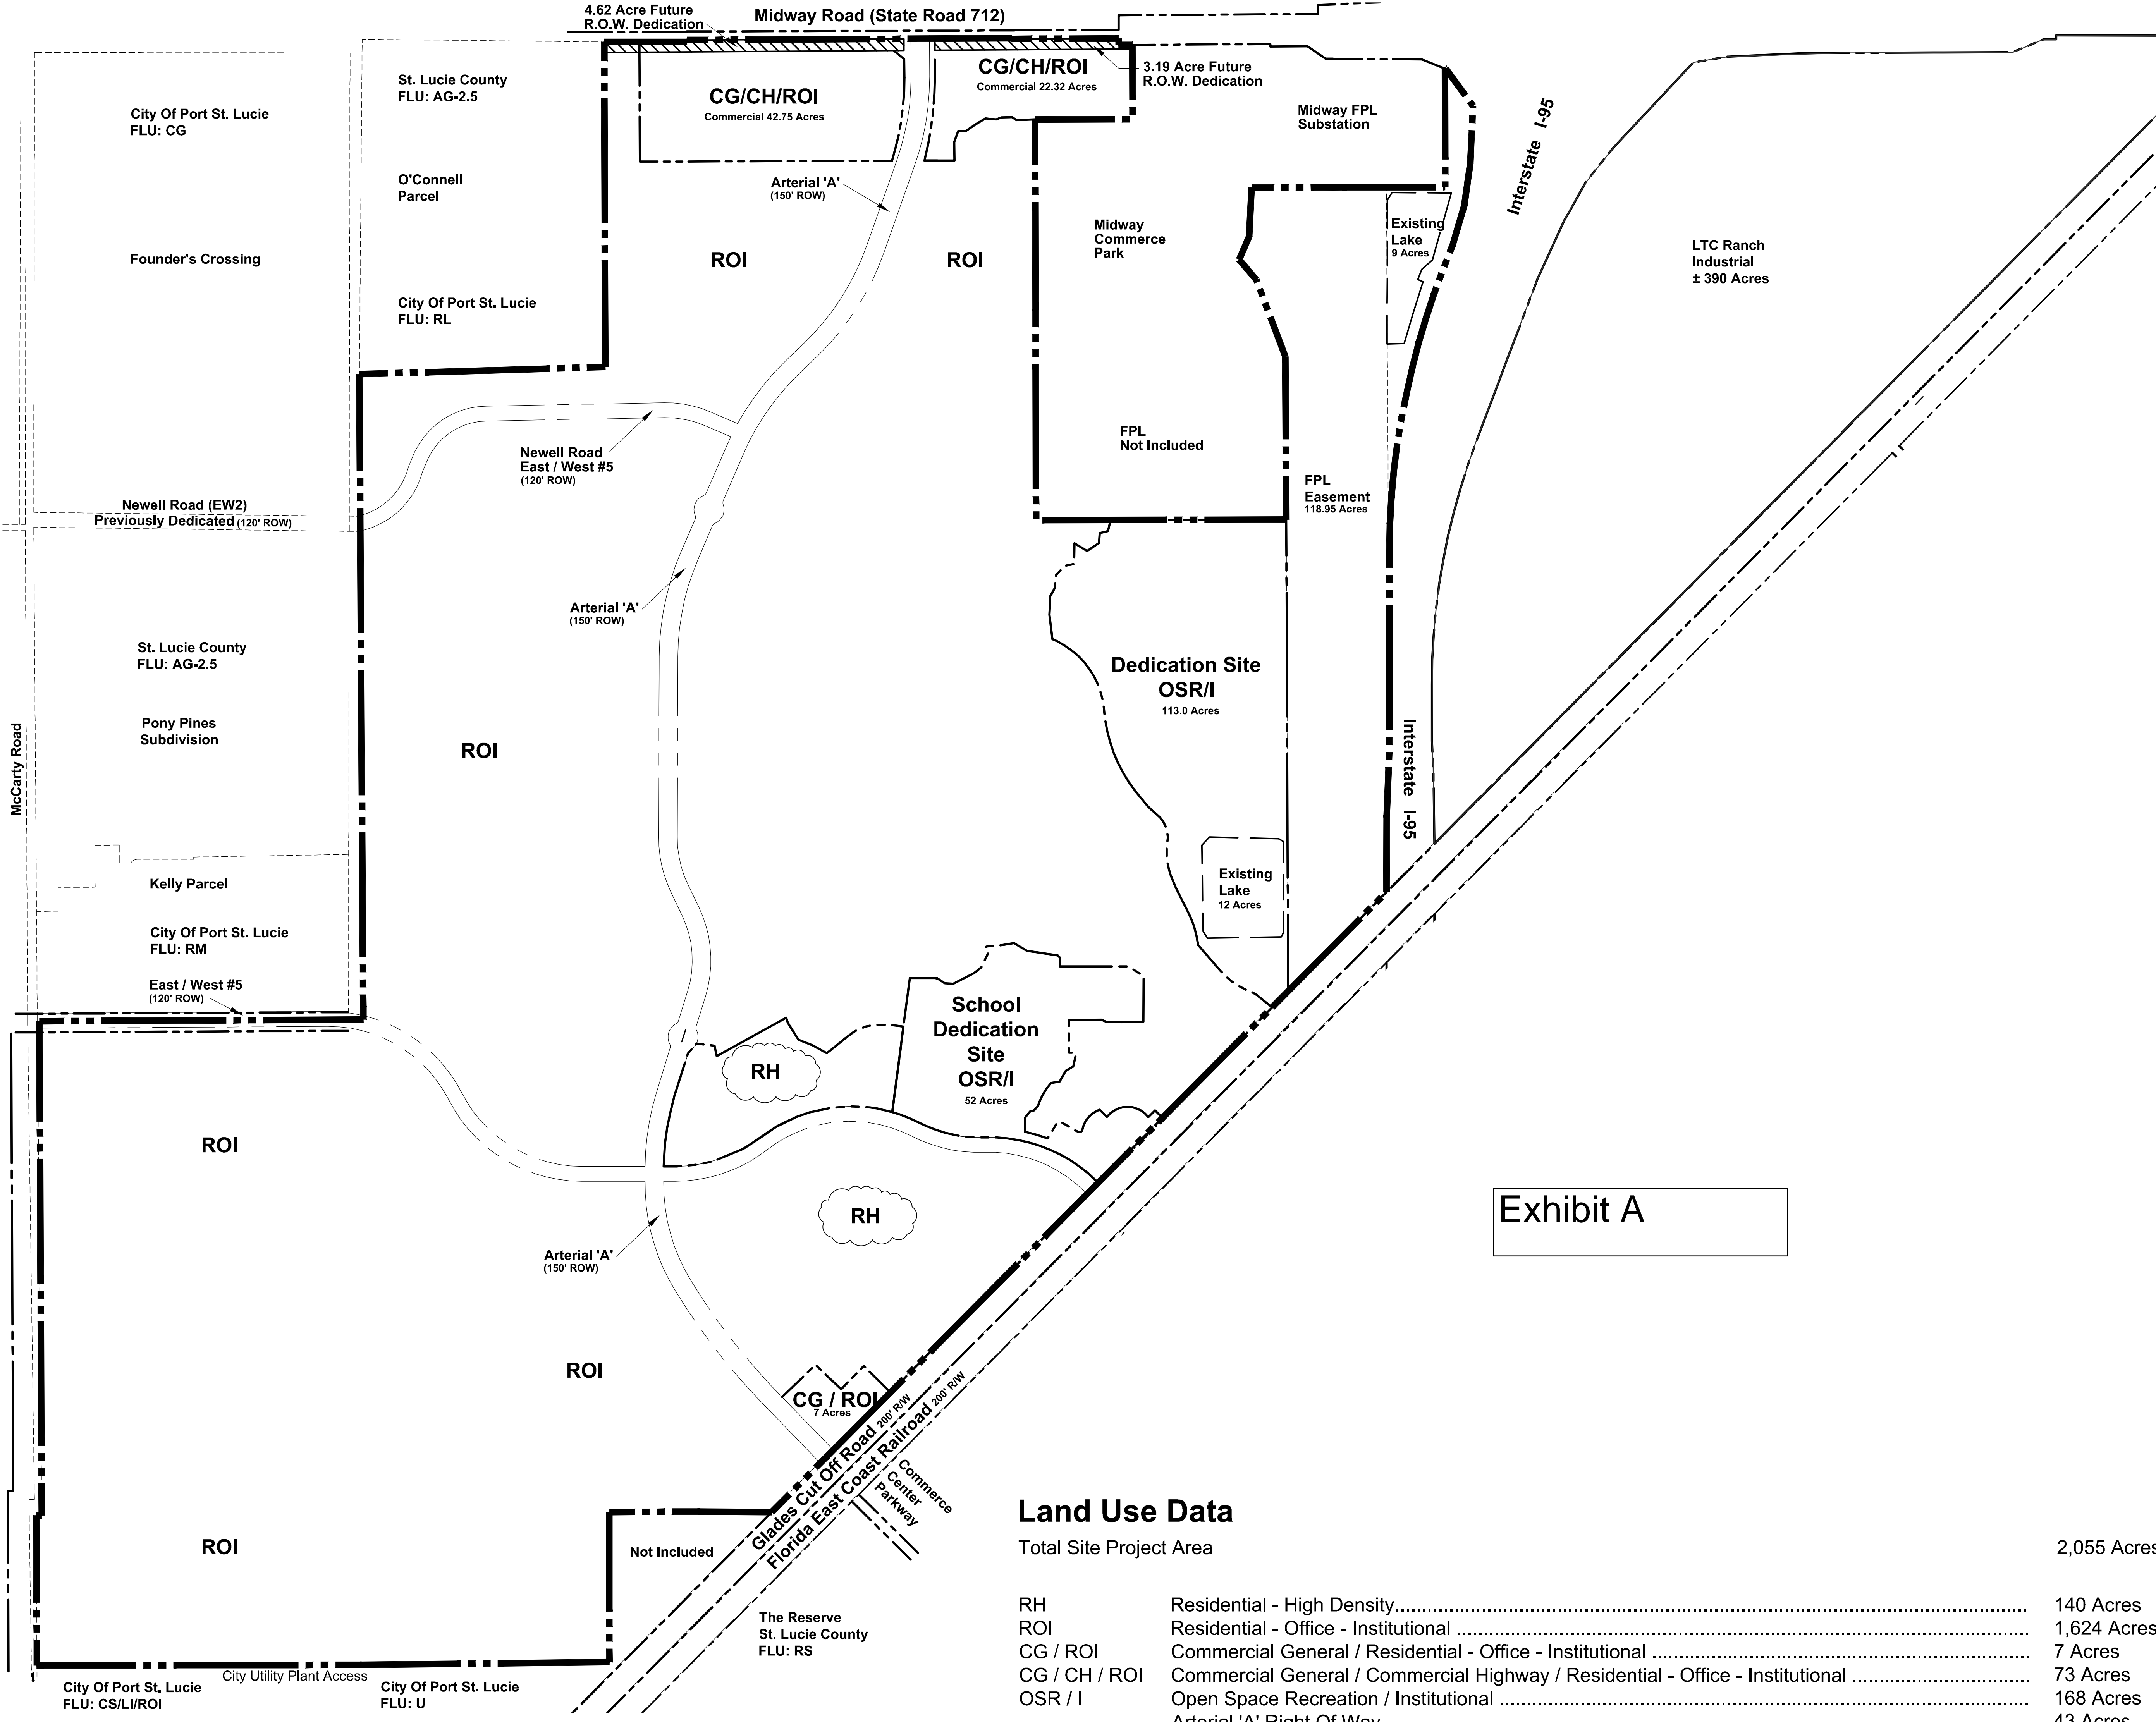 4.62 Acre Future
R.O.W. Dedication
Midway Road (State Road 712)
City Of Port St. Lucie
FLU: CG
Founder's Crossing
St. Lucie County
FLU: AG-2.5
O'Connell
Parcel
City Of Port St. Lucie
FLU: RL
CG/CH/ROI
Commercial 42.75 Acres
CG/CH/ROI
Commercial 22.32 Acres
3.19 Acre Future
R.O.W. Dedication
Midway FPL
Substation
Interstate I-95
Arterial 'A'
(150' ROW)
ROI
ROI
Midway
Commerce
Park
Existing
Lake
9 Acres
LTC Ranch
Industrial
± 390 Acres
Newell Road
East / West #5
(120' ROW)
FPL
Not Included
FPL
Easement
118.95 Acres
Newell Road (EW2)
Previously Dedicated (120' ROW)
Arterial 'A'
(150' ROW)
St. Lucie County
FLU: AG-2.5
Pony Pines
Subdivision
McCarty Road
ROI
Dedication Site
OSR/I
113.0 Acres
Interstate I-95
Kelly Parcel
City Of Port St. Lucie
FLU: RM
East / West #5
(120' ROW)
Existing
Lake
12 Acres
School
Dedication
Site
OSR/I
52 Acres
RH
ROI
RH
Arterial 'A'
(150' ROW)
Exhibit A
ROI
CG / ROI
7 Acres
Glades Cut Off Road 200' R/W
Florida East Coast Railroad 200' R/W
Commerce
Center
Parkway
ROI
Not Included
The Reserve
St. Lucie County
FLU: RS
City Utility Plant Access
City Of Port St. Lucie
FLU: CS/LI/ROI
City Of Port St. Lucie
FLU: U
Land Use Data
Total Site Project Area 2,055 Acres
RH Residential - High Density 140 Acres
ROI Residential - Office - Institutional 1,624 Acres
CG / ROI Commercial General / Residential - Office - Institutional 7 Acres
CG / CH / ROI Commercial General / Commercial Highway / Residential - Office - Institutional 73 Acres
OSR / I Open Space Recreation / Institutional 168 Acres
Arterial 'A' Right Of Way 43 Acres